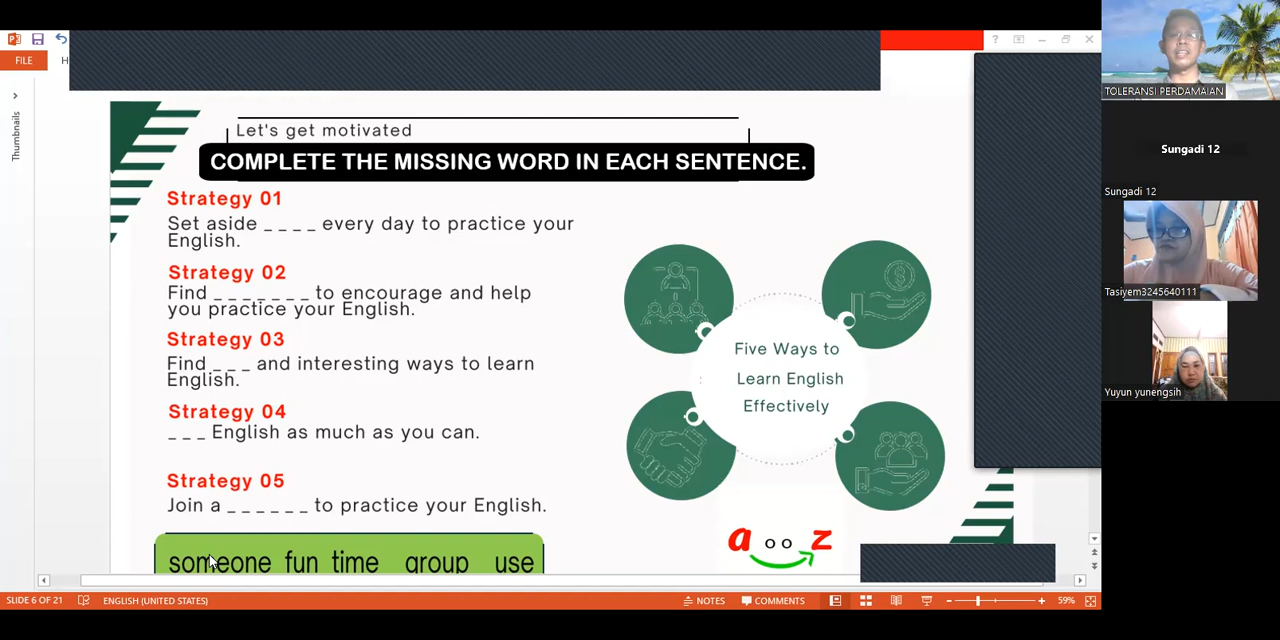 FILE
H
Thumbnails
Let's get motivated
COMPLETE THE MISSING WORD IN EACH SENTENCE.
Strategy 01
Set aside _ _ _ _ every day to practice your
English.
Strategy 02
Find _ _ _ _ _ _ _ to encourage and help
you practice your English.
Strategy 03
Find _ _ _ and interesting ways to learn
English.
Strategy 04
_ _ _ English as much as you can.
Strategy 05
Join a _ _ _ _ _ _ to practice your English.
someone fun time group use
Five Ways to
Learn English
Effectively
a o o z
SLIDE 6 OF 21
ENGLISH (UNITED STATES)
NOTES
COMMENTS
59%
TOLERANSI PERDAMAIAN
Sungadi 12
Sungadi 12
Tasiyem3245640111
Yuyun yunengsih